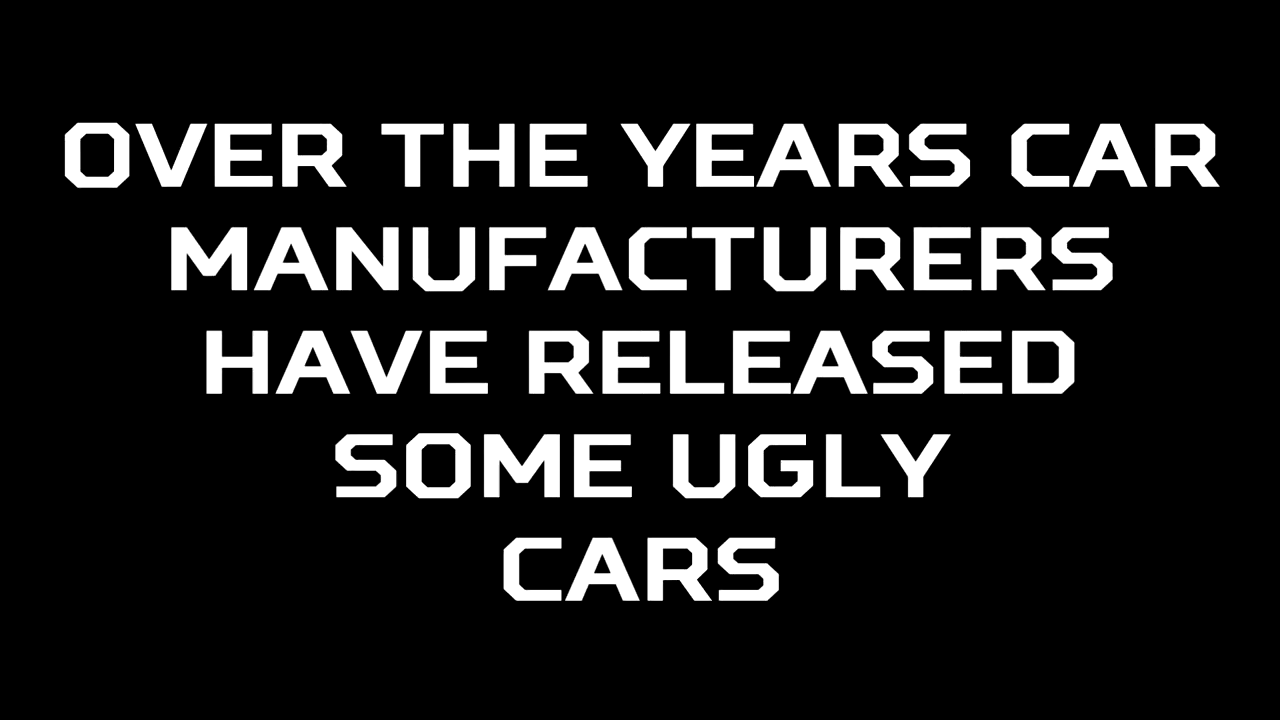 OVER THE YEARS CAR
MANUFACTURERS
HAVE RELEASED
SOME UGLY
CARS